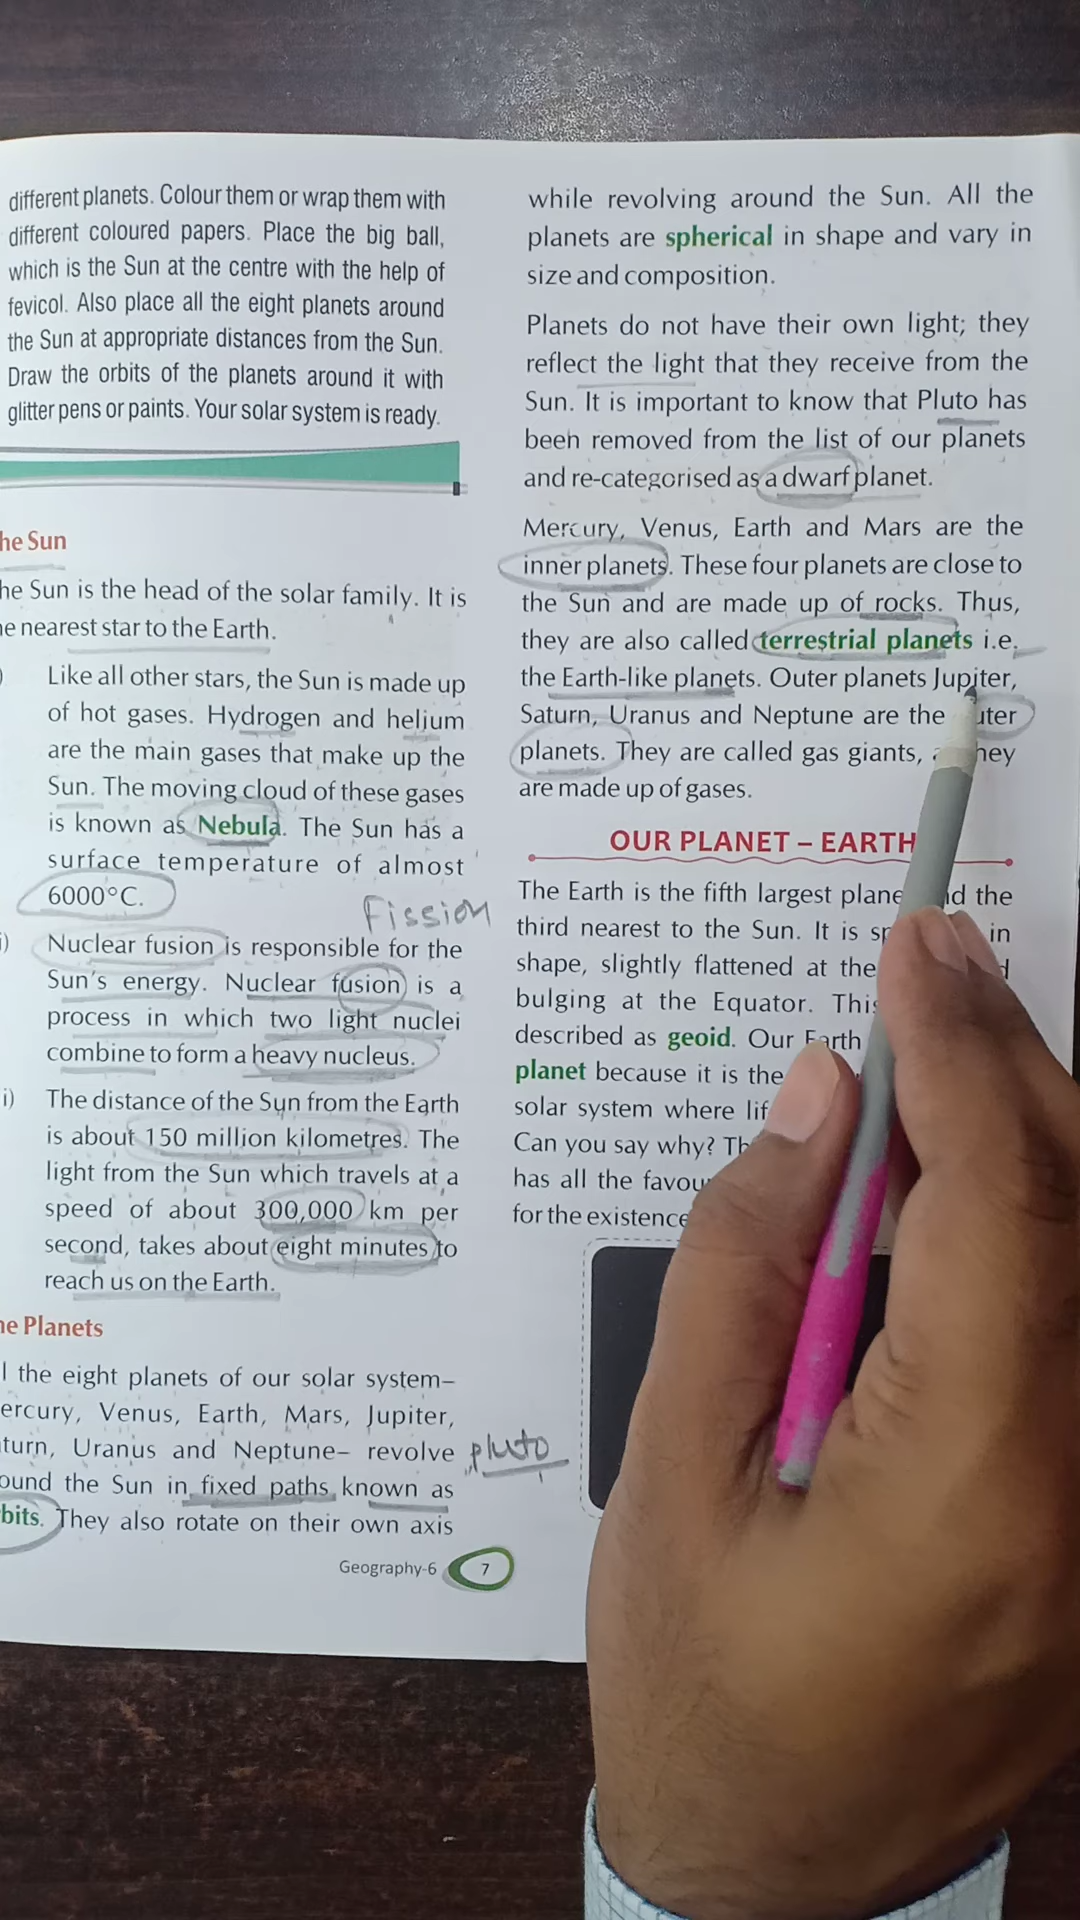 different planets. Colour them or wrap them with
different coloured papers. Place the big ball,
which is the Sun at the centre with the help of
fevicol. Also place all the eight planets around
the Sun at appropriate distances from the Sun.
Draw the orbits of the planets around it with
glitter pens or paints. Your solar system is ready.
he Sun
he Sun is the head of the solar family. It is
e nearest star to the Earth.
) Like all other stars, the Sun is made up
of hot gases. Hydrogen and helium
are the main gases that make up the
Sun. The moving cloud of these gases
is known as Nebula. The Sun has a
surface temperature of almost
6000°C.
Fission
i) Nuclear fusion is responsible for the
Sun's energy. Nuclear fusion is a
process in which two light nuclei
combine to form a heavy nucleus.
i) The distance of the Sun from the Earth
is about 150 million kilometres. The
light from the Sun which travels at a
speed of about 300,000 km per
second, takes about eight minutes to
reach us on the Earth.
e Planets
l the eight planets of our solar system–
ercury, Venus, Earth, Mars, Jupiter,
turn, Uranus and Neptune– revolve
pluto
ound the Sun in fixed paths known as
bits. They also rotate on their own axis
Geography-6 7
while revolving around the Sun. All the
planets are spherical in shape and vary in
size and composition.
Planets do not have their own light; they
reflect the light that they receive from the
Sun. It is important to know that Pluto has
been removed from the list of our planets
and re-categorised as a dwarf planet.
Mercury, Venus, Earth and Mars are the
inner planets. These four planets are close to
the Sun and are made up of rocks. Thus,
they are also called terrestrial planets i.e.
the Earth-like planets. Outer planets Jupiter,
Saturn, Uranus and Neptune are the uter
planets. They are called gas giants, hey
are made up of gases.
OUR PLANET – EARTH
The Earth is the fifth largest plane d the
third nearest to the Sun. It is sp in
shape, slightly flattened at the
bulging at the Equator. This
described as geoid. Our Earth
planet because it is the
solar system where lif
Can you say why? Th
has all the favou
for the existence